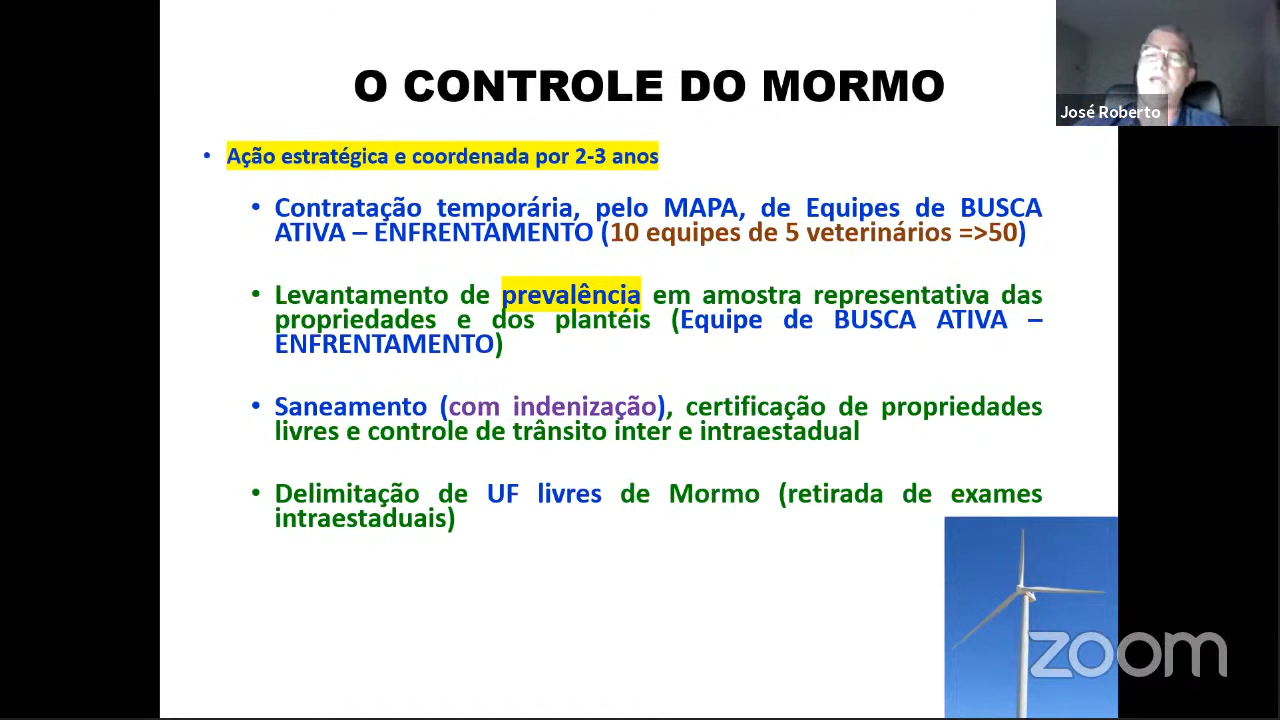 O CONTROLE DO MORMO
José Roberto
• Ação estratégica e coordenada por 2-3 anos
• Contratação temporária, pelo MAPA, de Equipes de BUSCA
ATIVA – ENFRENTAMENTO (10 equipes de 5 veterinários =>50)
• Levantamento de prevalência em amostra representativa das
propriedades e dos plantéis (Equipe de BUSCA ATIVA –
ENFRENTAMENTO)
• Saneamento (com indenização), certificação de propriedades
livres e controle de trânsito inter e intraestadual
• Delimitação de UF livres de Mormo (retirada de exames
intraestaduais)
zoom